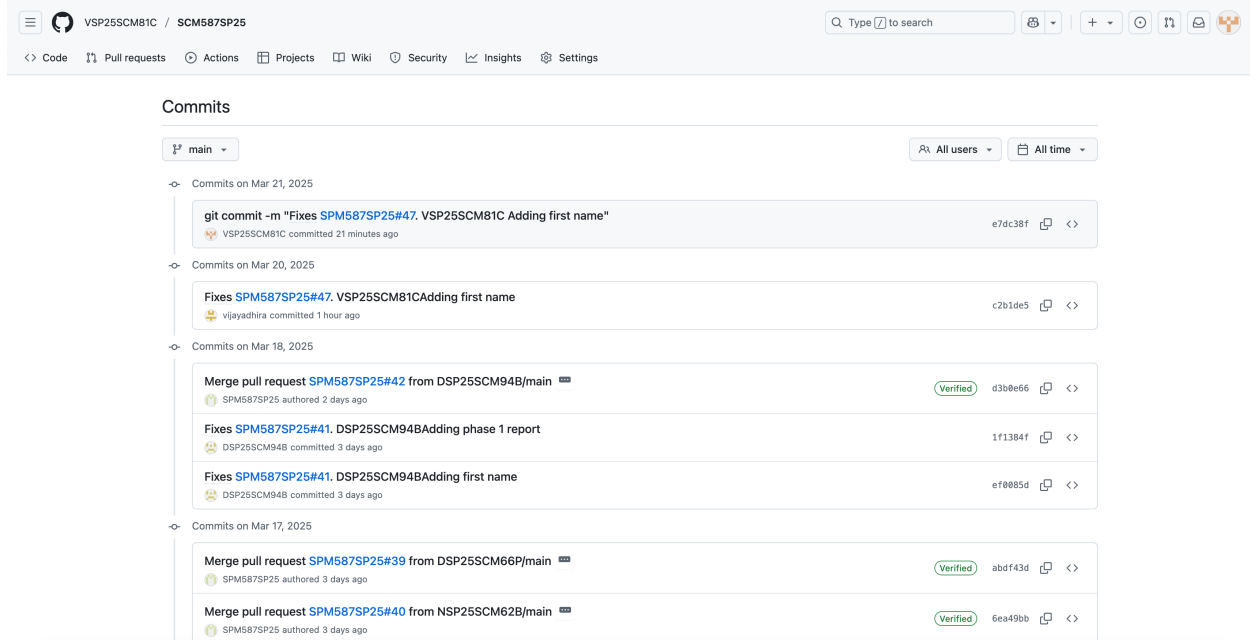 VSP25SCM81C / SCM587SP25
Type / to search
Code Pull requests Actions Projects Wiki Security Insights Settings
Commits
main All users All time
Commits on Mar 21, 2025
git commit -m "Fixes SPM587SP25#47. VSP25SCM81C Adding first name"
e7dc38f
VSP25SCM81C committed 21 minutes ago
Commits on Mar 20, 2025
Fixes SPM587SP25#47. VSP25SCM81CAdding first name
c2b1de5
vijayadhira committed 1 hour ago
Commits on Mar 18, 2025
Merge pull request SPM587SP25#42 from DSP25SCM94B/main
Verified d3b0e66
SPM587SP25 authored 2 days ago
Fixes SPM587SP25#41. DSP25SCM94BAdding phase 1 report
1f1384f
DSP25SCM94B committed 3 days ago
Fixes SPM587SP25#41. DSP25SCM94BAdding first name
ef0085d
DSP25SCM94B committed 3 days ago
Commits on Mar 17, 2025
Merge pull request SPM587SP25#39 from DSP25SCM66P/main
Verified abdf43d
SPM587SP25 authored 3 days ago
Merge pull request SPM587SP25#40 from NSP25SCM62B/main
Verified 6ea49bb
SPM587SP25 authored 3 days ago